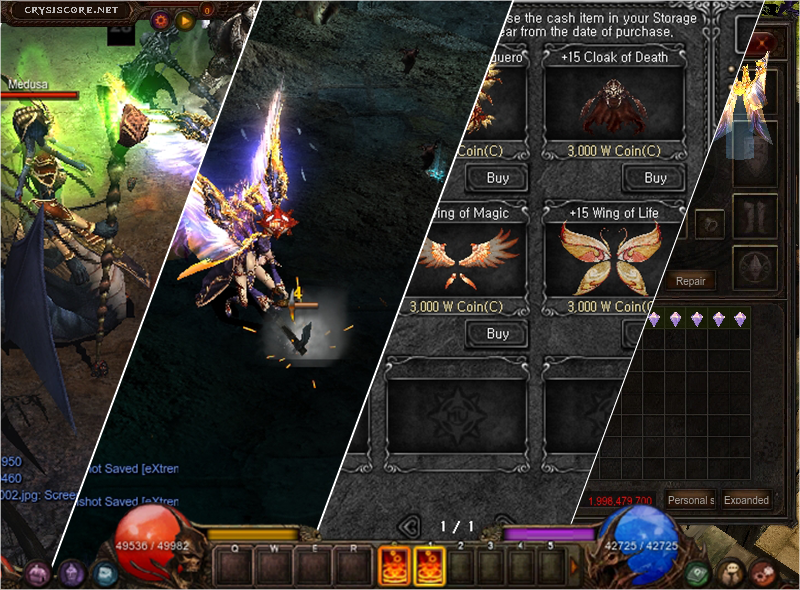 CRYSISCORE.NET
0
Medusa
4
se the cash item in your Storage
ear from the date of purchase,
guero
+15 Cloak of Death
Coin(C)
3,000 W Coin(C)
Buy
Buy
ing of Magic
+15 Wing of Life
3,000 W Coin(C)
3,000 W Coin(C)
Buy
Repair
950
460
002.jpg: Scree
hot Saved [eXtren
shot Saved [eXtren
1,998,479,700
Personal s
Expanded
1 / 1
49536 / 49982
Q
W
E
R
1
2
3
4
5
42725 / 42725